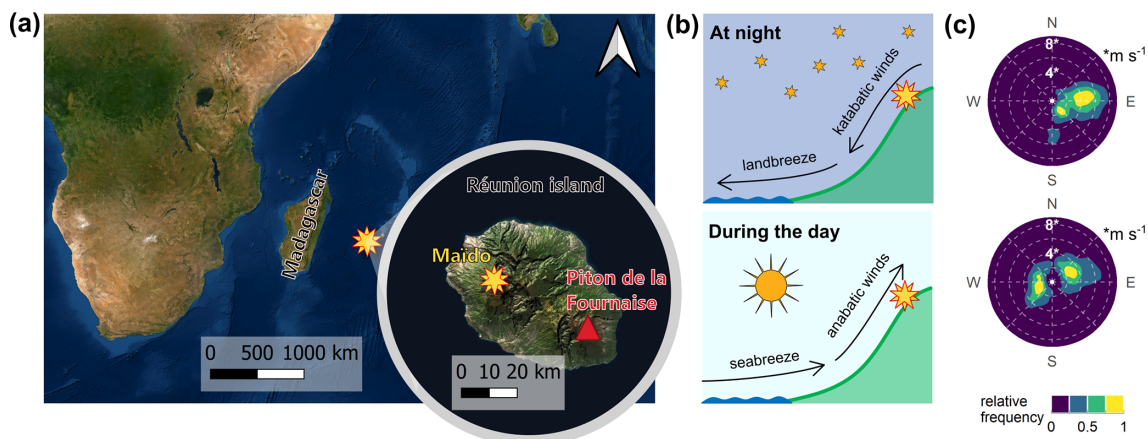 (a)
Madagascar
Réunion island
Maïdo
Piton de la
Fournaise
0 500 1000 km
0 10 20 km
(b)
At night
katabatic winds
landbreeze
During the day
anabatic winds
seabreeze
(c)
N
8*
*m s⁻¹
4*
W
E
S
N
8*
*m s⁻¹
4*
W
E
S
relative
frequency
0 0.5 1